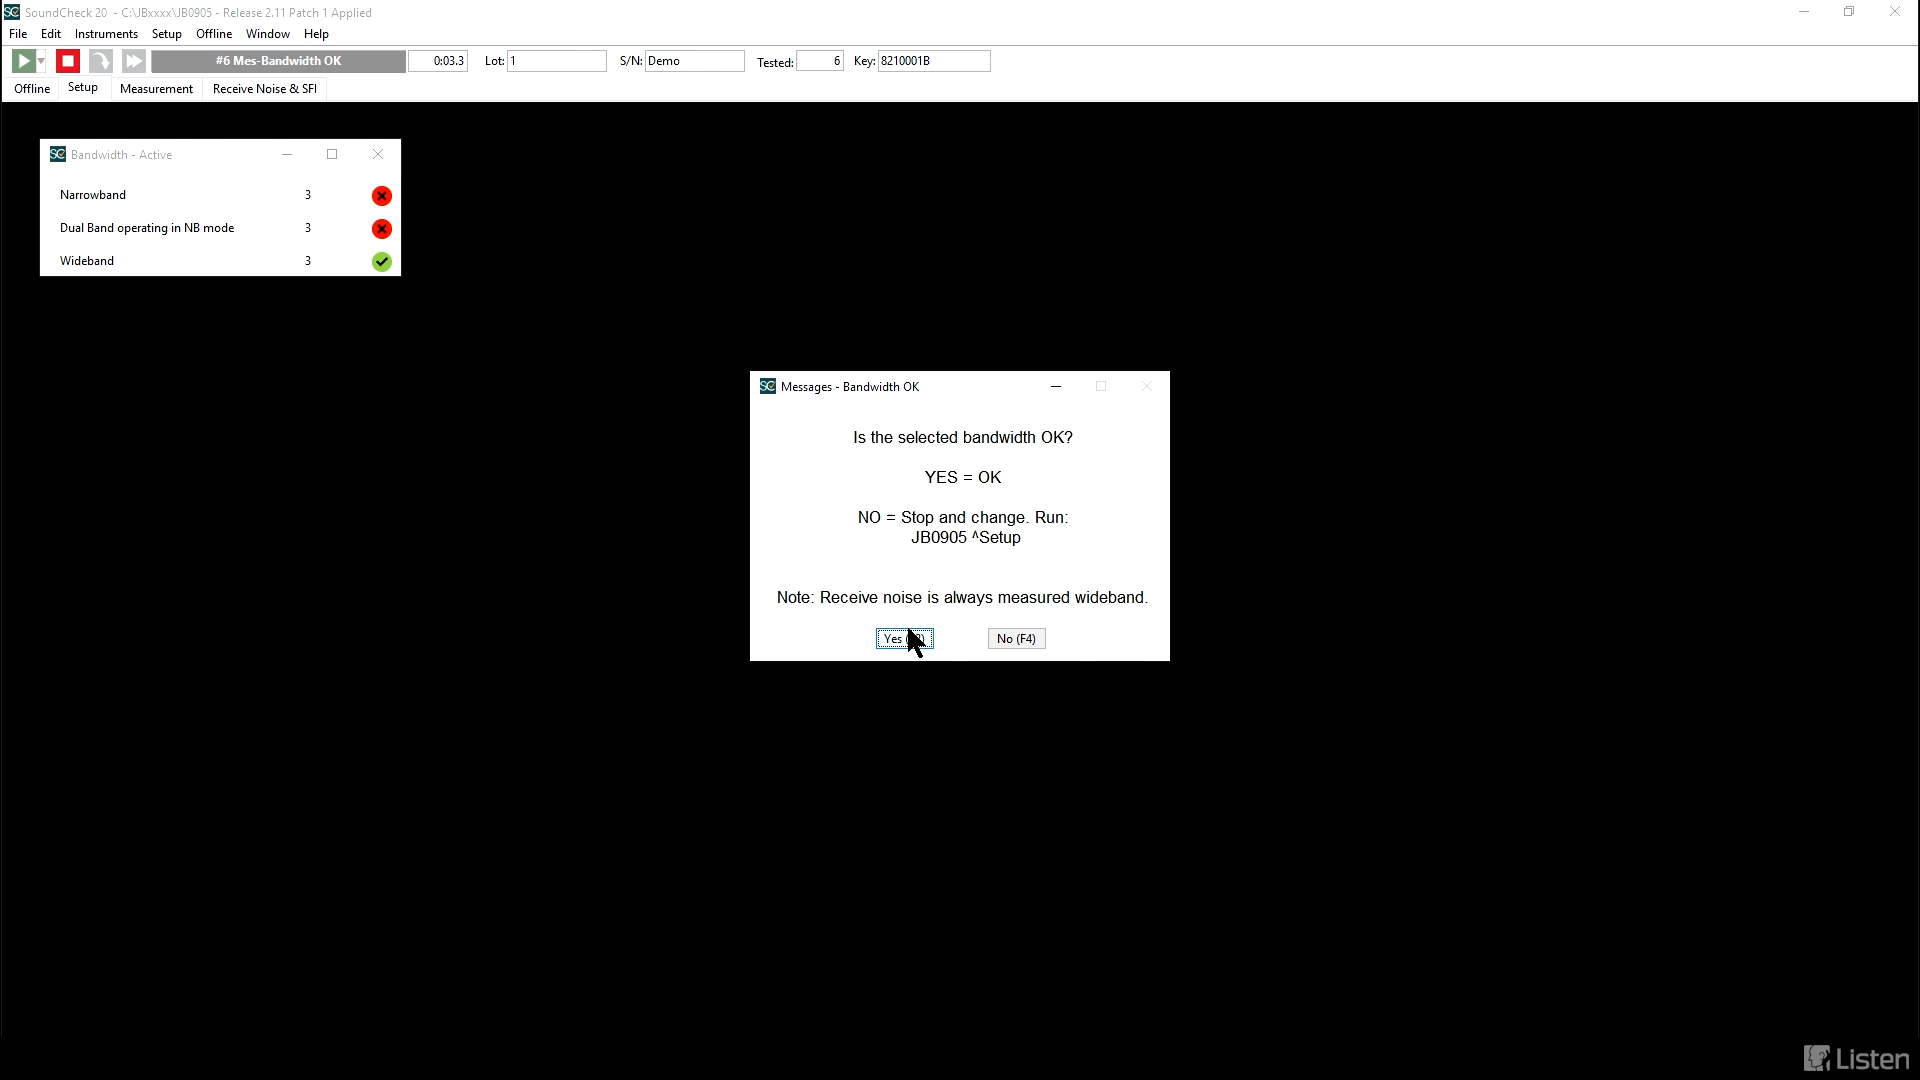 SoundCheck 20 - C:\JBxxxx\JB0905 - Release 2.11 Patch 1 Applied
File Edit Instruments Setup Offline Window Help
#6 Mes-Bandwidth OK 0:03.3 Lot: 1 S/N: Demo Tested: 6 Key: 8210001B
Offline Setup Measurement Receive Noise & SFI
SC Bandwidth - Active
Narrowband 3
Dual Band operating in NB mode 3
Wideband 3
SC Messages - Bandwidth OK
Is the selected bandwidth OK?
YES = OK
NO = Stop and change. Run:
JB0905 ^Setup
Note: Receive noise is always measured wideband.
Yes No (F4)
Listen